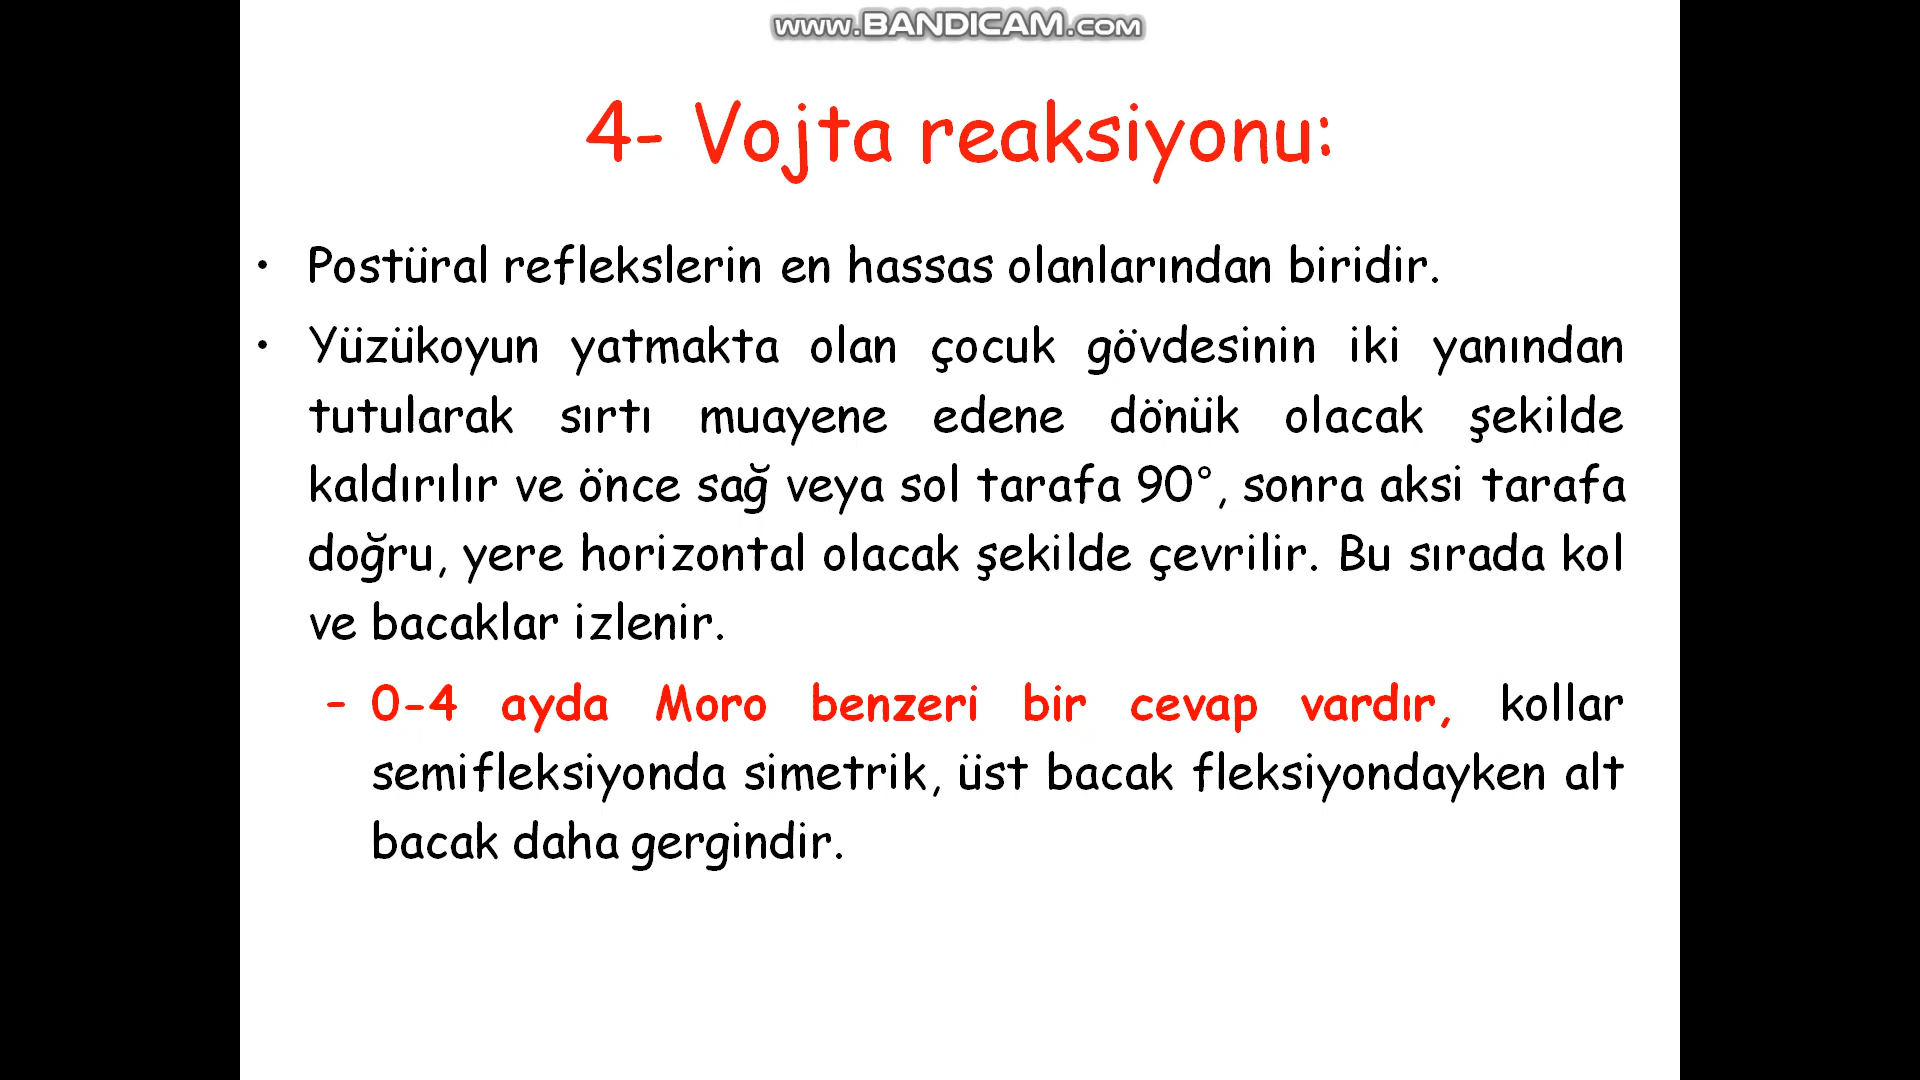 www.BANDICAM.com
4- Vojta reaksiyonu:
• Postüral reflekslerin en hassas olanlarından biridir.
• Yüzükoyun yatmakta olan çocuk gövdesinin iki yanından
tutularak sırtı muayene edene dönük olacak şekilde
kaldırılır ve önce sağ veya sol tarafa 90°, sonra aksi tarafa
doğru, yere horizontal olacak şekilde çevrilir. Bu sırada kol
ve bacaklar izlenir.
– 0-4 ayda Moro benzeri bir cevap vardır, kollar
semifleksiyonda simetrik, üst bacak fleksiyondayken alt
bacak daha gergindir.